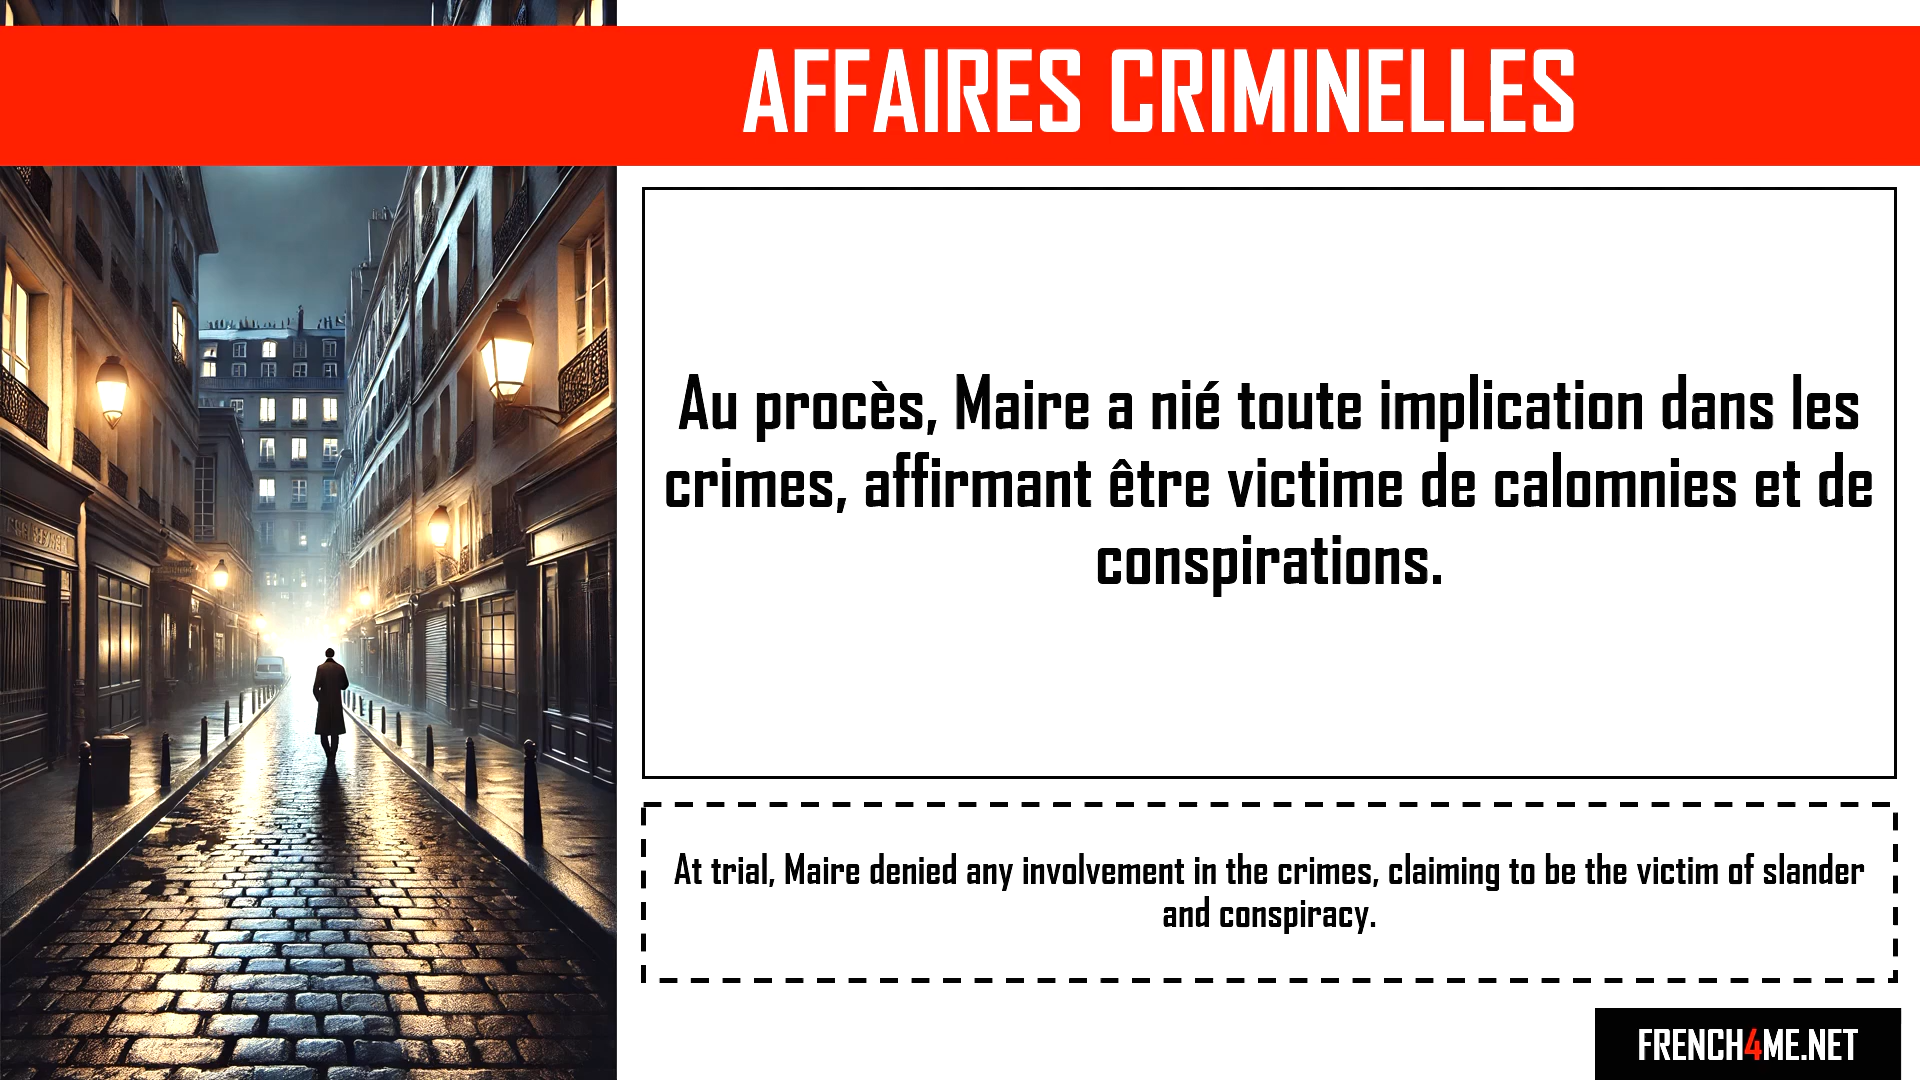 AFFAIRES CRIMINELLES
Au procès, Maire a nié toute implication dans les
crimes, affirmant être victime de calomnies et de
conspirations.
At trial, Maire denied any involvement in the crimes, claiming to be the victim of slander
and conspiracy.
FRENCH4ME.NET